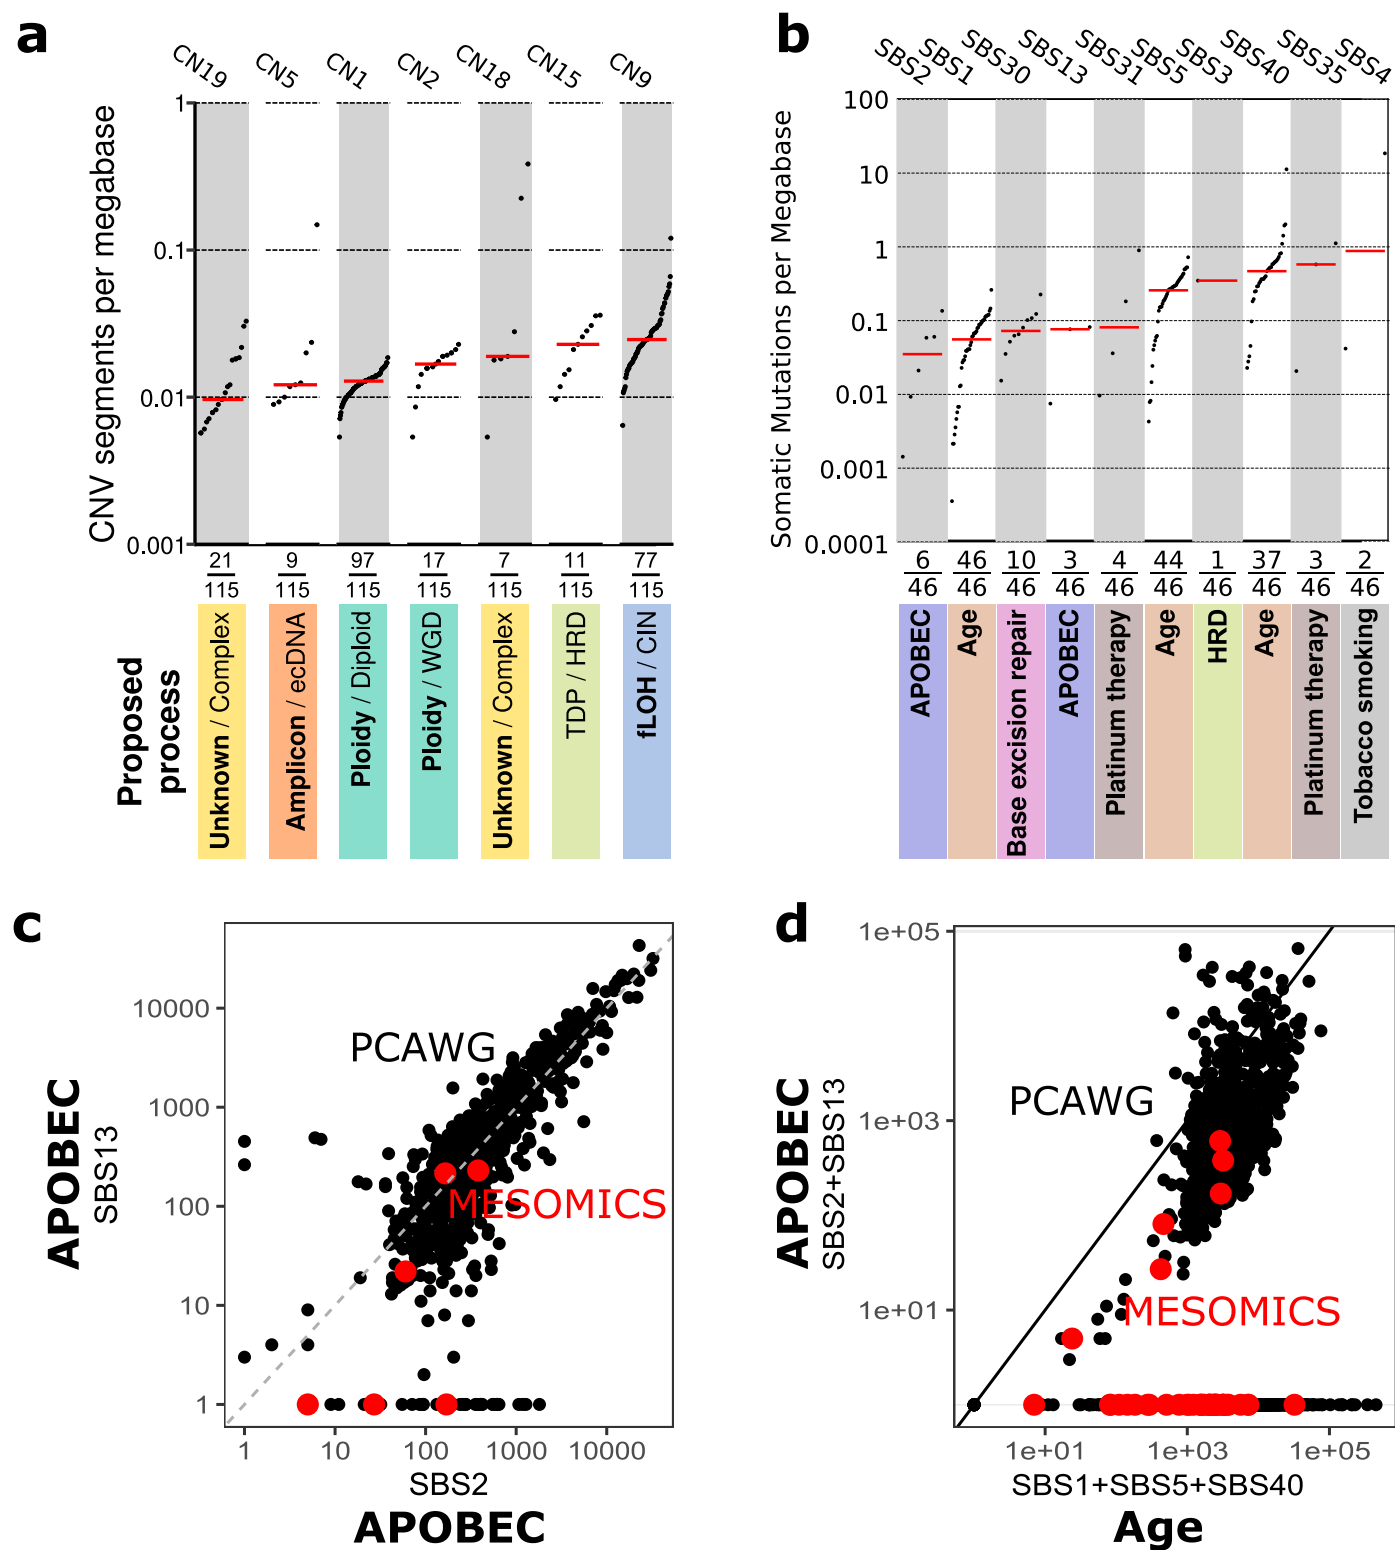 a
CN19 CN5 CN1 CN2 CN18 CN15 CN9
CNV segments per megabase
1
0.1
0.01
0.001
21 9 97 17 7 11 77
115 115 115 115 115 115 115
Proposed
process
Unknown / Complex
Amplicon / ecDNA
Ploidy / Diploid
Ploidy / WGD
Unknown / Complex
TDP / HRD
fLOH / CIN
b
SBS2 SBS1 SBS30 SBS13 SBS31 SBS5 SBS3 SBS40 SBS35 SBS4
Somatic Mutations per Megabase
100
10
1
0.1
0.01
0.001
0.0001
6 46 10 3 4 44 1 37 3 2
46 46 46 46 46 46 46 46 46 46
APOBEC
Age
Base excision repair
APOBEC
Platinum therapy
Age
HRD
Age
Platinum therapy
Tobacco smoking
c
APOBEC
SBS13
10000
1000
100
10
1
PCAWG
MESOMICS
1 10 100 1000 10000
SBS2
APOBEC
d
APOBEC
SBS2+SBS13
1e+05
1e+03
1e+01
PCAWG
MESOMICS
1e+01 1e+03 1e+05
SBS1+SBS5+SBS40
Age